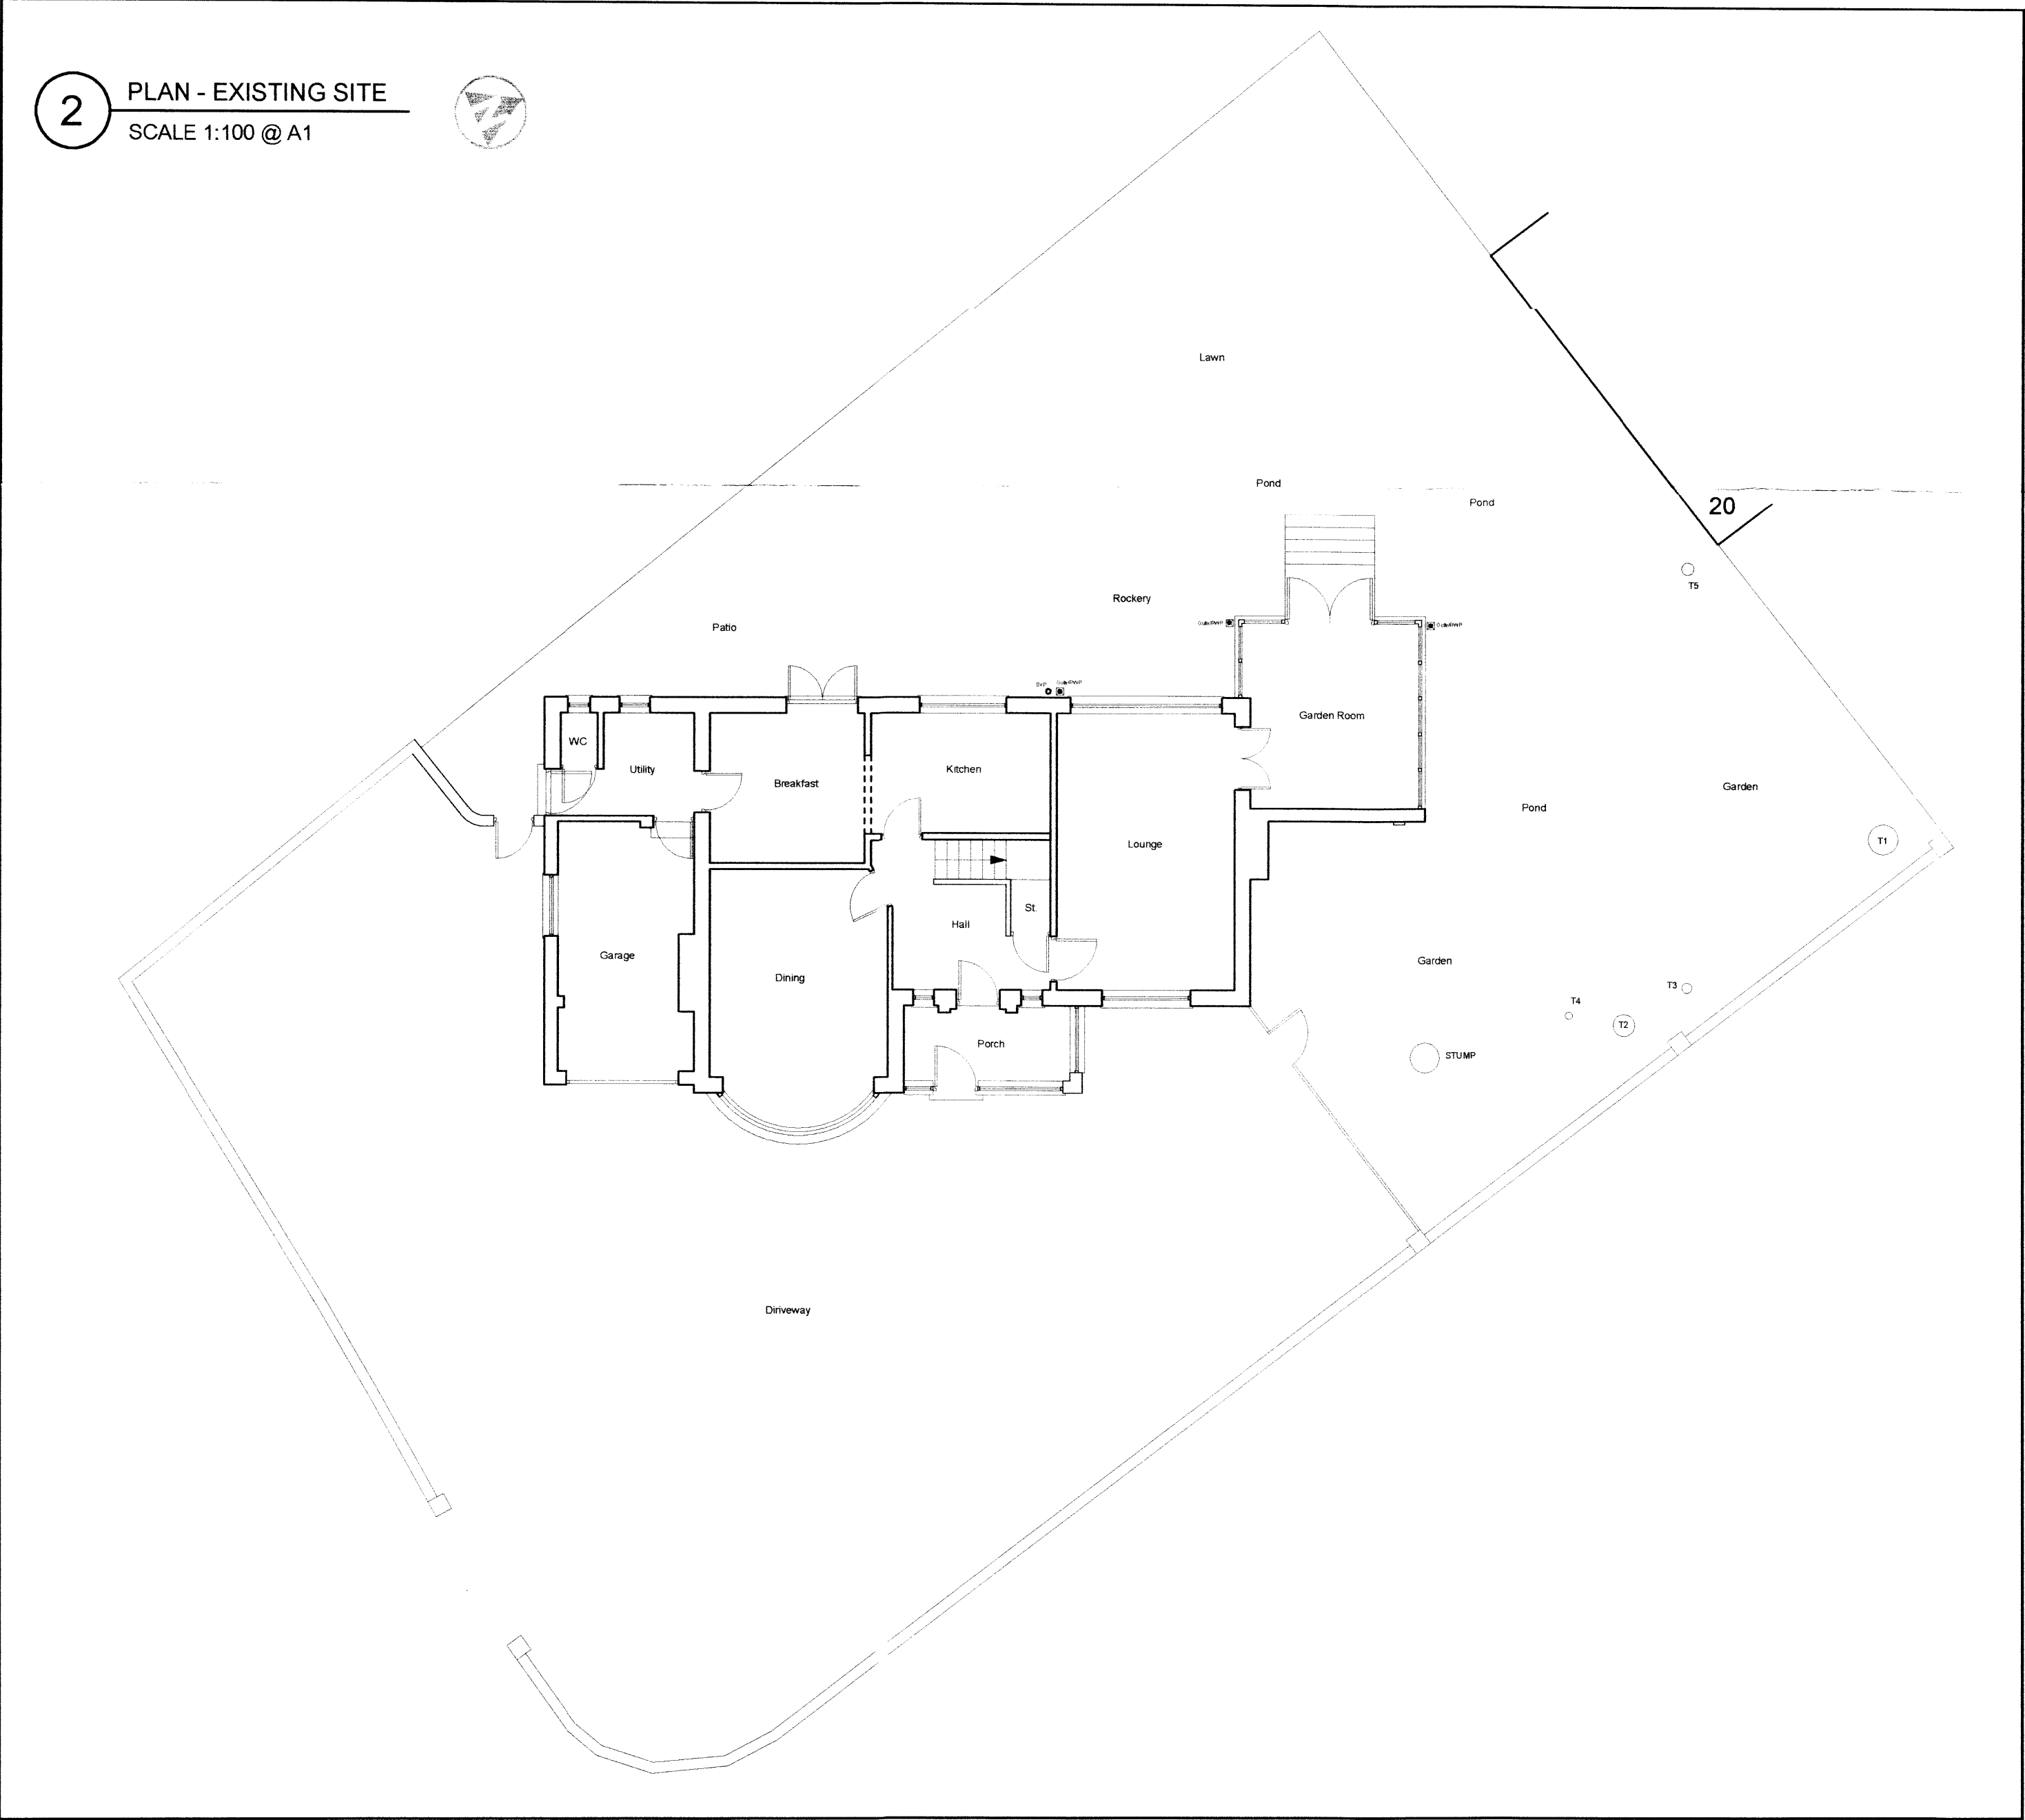 2
PLAN - EXISTING SITE
SCALE 1:100 @ A1
Lawn
Pond
Pond
20
T5
Rockery
Patio
SVP
Garden Room
WC
Utility
Breakfast
Kitchen
Garden
Pond
T1
Lounge
St.
Hall
Garage
Dining
Garden
T3
T4
T2
Porch
STUMP
Diriveway